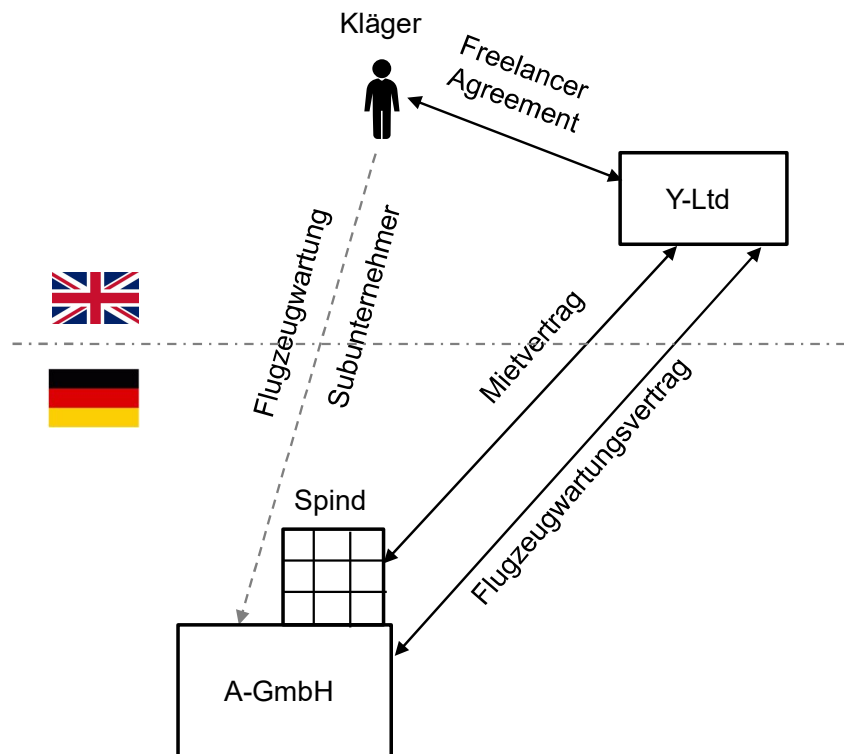 Kläger
Freelancer
Agreement
Y-Ltd
Flugzeugwartung
Subunternehmer
Mietvertrag
Flugzeugwartungsvertrag
Spind
A-GmbH